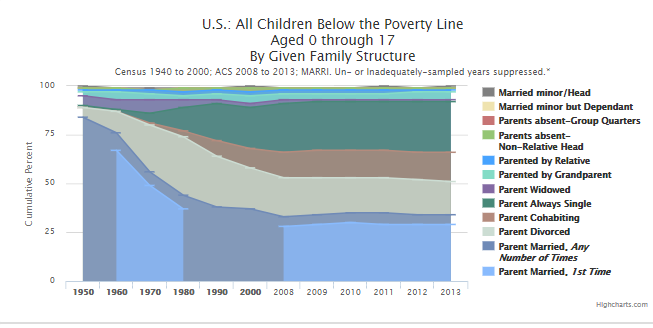 U.S.: All Children Below the Poverty Line
Aged 0 through 17
By Given Family Structure
Census 1940 to 2000; ACS 2008 to 2013; MARRI. Un- or Inadequately-sampled years suppressed.*
100
75
50
25
0
Cumulative Percent
1950 1960 1970 1980 1990 2000 2008 2009 2010 2011 2012 2013
Married minor/Head
Married minor but Dependant
Parents absent-Group Quarters
Parents absent-
Non-Relative Head
Parented by Relative
Parented by Grandparent
Parent Widowed
Parent Always Single
Parent Cohabiting
Parent Divorced
Parent Married, Any
Number of Times
Parent Married, 1st Time
Highcharts.com